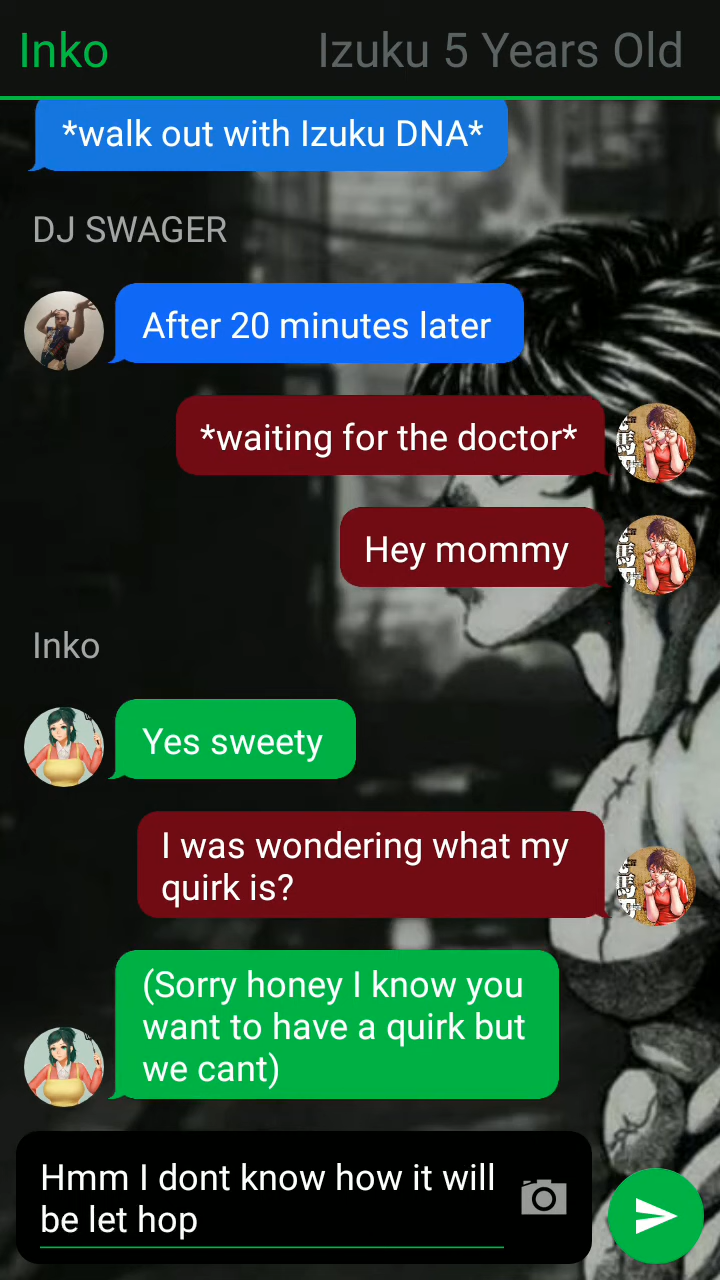 Inko
Izuku 5 Years Old
*walk out with Izuku DNA*
DJ SWAGER
After 20 minutes later
*waiting for the doctor*
Hey mommy
Inko
Yes sweety
I was wondering what my
quirk is?
(Sorry honey I know you
want to have a quirk but
we cant)
Hmm I dont know how it will
be let hop